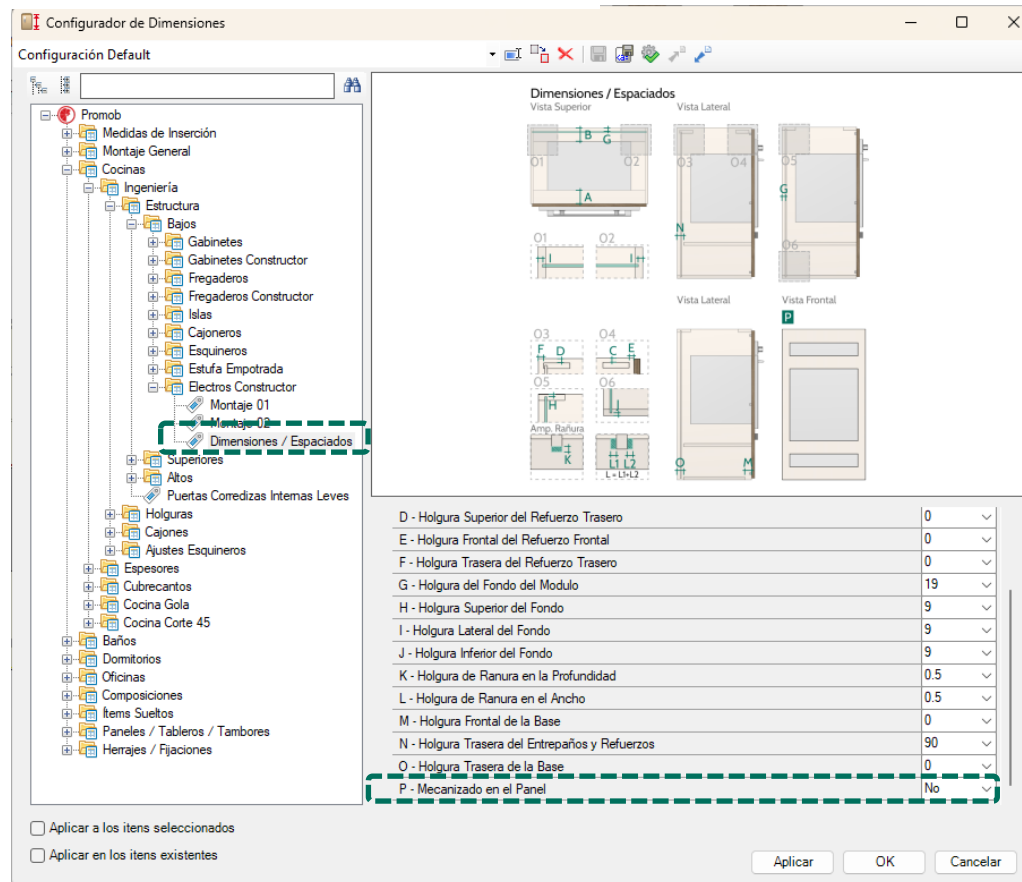 Configurador de Dimensiones
Configuración Default
Promob
Medidas de Inserción
Montaje General
Cocinas
Ingeniería
Estructura
Bajos
Gabinetes
Gabinetes Constructor
Fregaderos
Fregaderos Constructor
Islas
Cajoneros
Esquineros
Estufa Empotrada
Electros Constructor
Montaje 01
Montaje 02
Dimensiones / Espaciados
Superiores
Altos
Puertas Corredizas Internas Leves
Holguras
Cajones
Ajustes Esquineros
Espesores
Cubrecantos
Cocina Gola
Cocina Corte 45
Baños
Dormitorios
Oficinas
Composiciones
Ítems Sueltos
Paneles / Tableros / Tambores
Herrajes / Fijaciones
Dimensiones / Espaciados
Vista Superior Vista Lateral
B G
O1 O2 O3 O4 O5
A G
N
O1 O2 O6
I I
Vista Lateral Vista Frontal
P
O3 O4
F D C E
O5 O6
H J
Amp. Rañura
K L1 L2 O M
L = L1+L2
D - Holgura Superior del Refuerzo Trasero 0
E - Holgura Frontal del Refuerzo Frontal 0
F - Holgura Trasera del Refuerzo Trasero 0
G - Holgura del Fondo del Modulo 19
H - Holgura Superior del Fondo 9
I - Holgura Lateral del Fondo 9
J - Holgura Inferior del Fondo 9
K - Holgura de Ranura en la Profundidad 0.5
L - Holgura de Ranura en el Ancho 0.5
M - Holgura Frontal de la Base 0
N - Holgura Trasera del Entrepaños y Refuerzos 90
O - Holgura Trasera de la Base 0
P - Mecanizado en el Panel No
Aplicar a los itens seleccionados
Aplicar en los itens existentes
Aplicar OK Cancelar